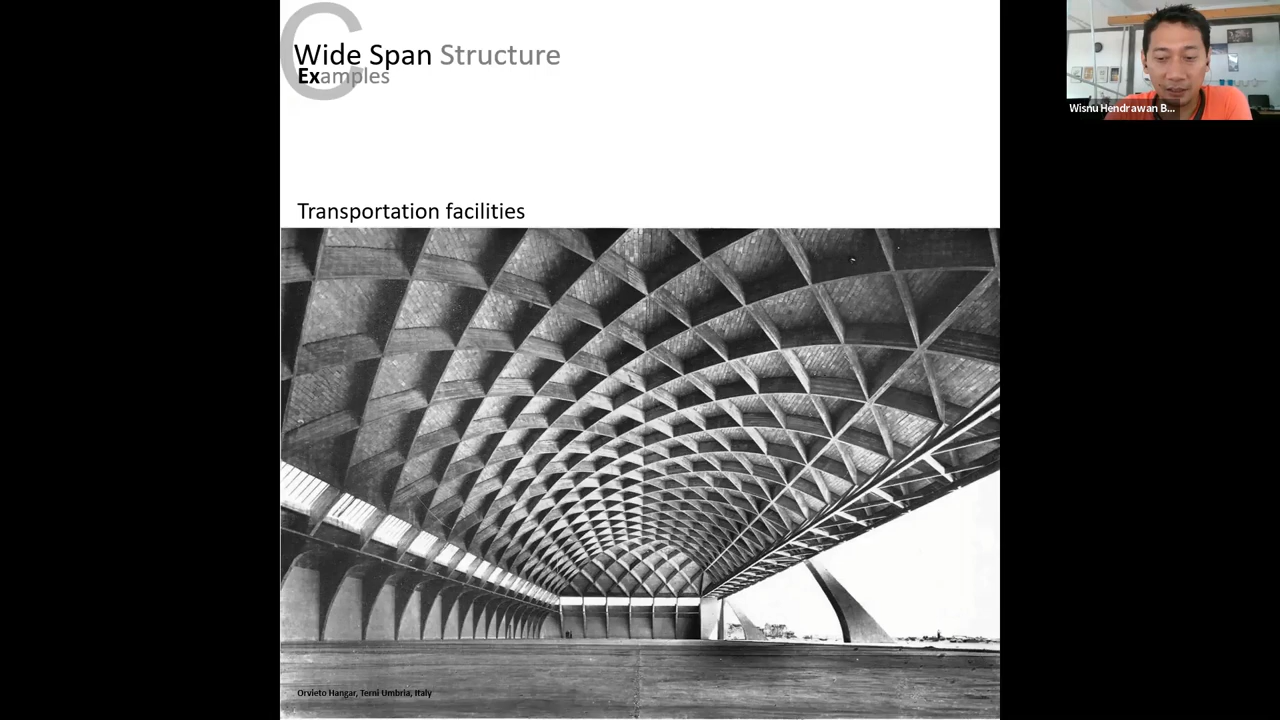 C
Wide Span Structure
Examples
Transportation facilities
Orvieto Hangar, Terni Umbria, Italy
Wisnu Hendrawan B...